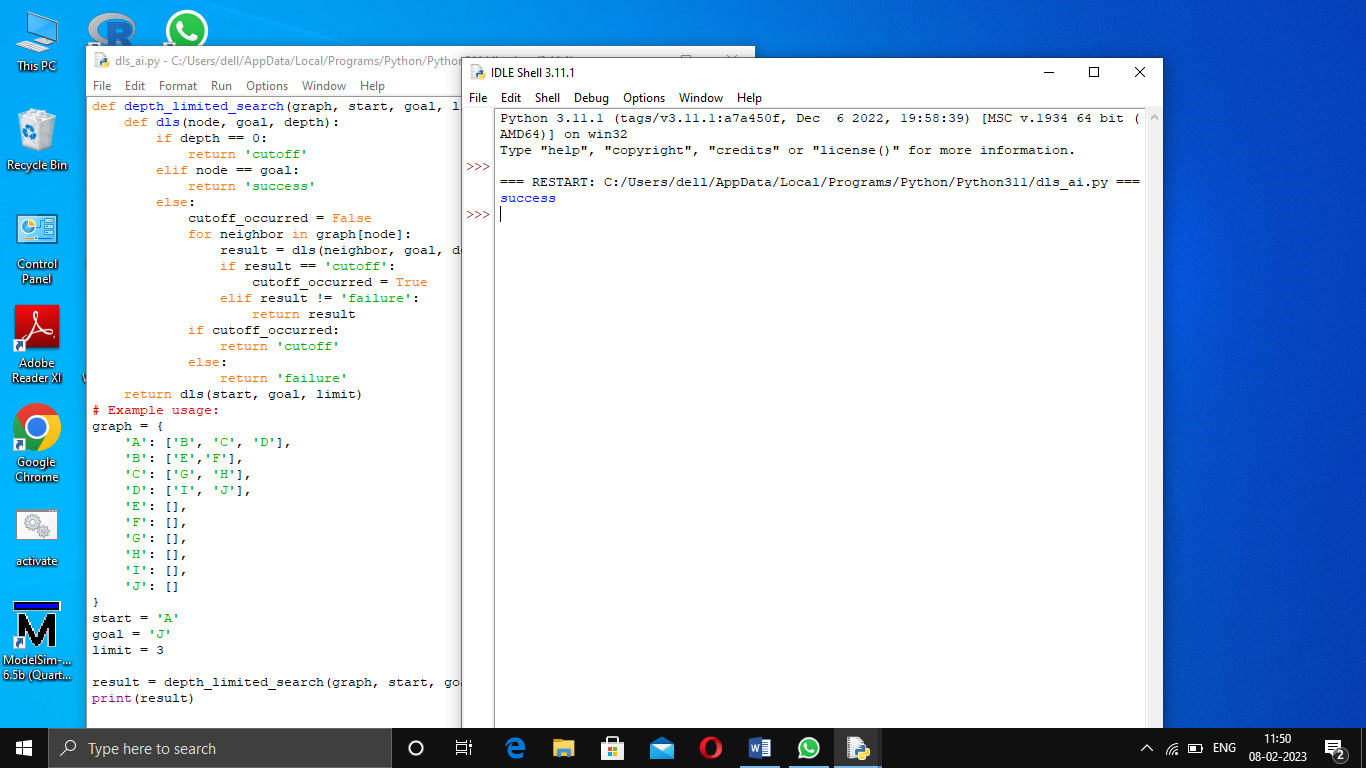 This PC
Recycle Bin
Control
Panel
Adobe
Reader XI
Google
Chrome
activate
ModelSim-...
6.5b (Quart...
dls_ai.py - C:/Users/dell/AppData/Local/Programs/Python/Python
File Edit Format Run Options Window Help
def depth_limited_search(graph, start, goal, li
    def dls(node, goal, depth):
        if depth == 0:
            return 'cutoff'
        elif node == goal:
            return 'success'
        else:
            cutoff_occurred = False
            for neighbor in graph[node]:
                result = dls(neighbor, goal, d
                if result == 'cutoff':
                    cutoff_occurred = True
                elif result != 'failure':
                    return result
            if cutoff_occurred:
                return 'cutoff'
            else:
                return 'failure'
    return dls(start, goal, limit)
# Example usage:
graph = {
    'A': ['B', 'C', 'D'],
    'B': ['E','F'],
    'C': ['G', 'H'],
    'D': ['I', 'J'],
    'E': [],
    'F': [],
    'G': [],
    'H': [],
    'I': [],
    'J': []
}
start = 'A'
goal = 'J'
limit = 3
result = depth_limited_search(graph, start, go
print(result)
IDLE Shell 3.11.1
File Edit Shell Debug Options Window Help
Python 3.11.1 (tags/v3.11.1:a7a450f, Dec  6 2022, 19:58:39) [MSC v.1934 64 bit (
AMD64)] on win32
Type "help", "copyright", "credits" or "license()" for more information.
>>>
=== RESTART: C:/Users/dell/AppData/Local/Programs/Python/Python311/dls_ai.py ===
success
>>>
Type here to search
ENG
11:50
08-02-2023
2